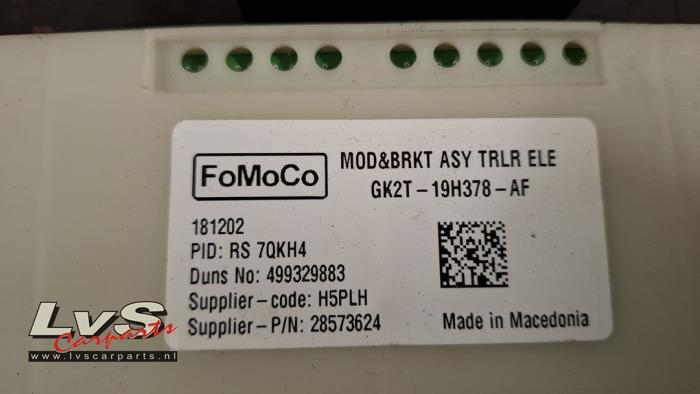 FoMoCo
MOD&BRKT ASY TRLR ELE
GK2T-19H378-AF
181202
PID: RS 7QKH4
Duns No: 499329883
Supplier-code: H5PLH
Supplier-P/N: 28573624
Made in Macedonia
LvS
Carparts
www.lvscarparts.nl